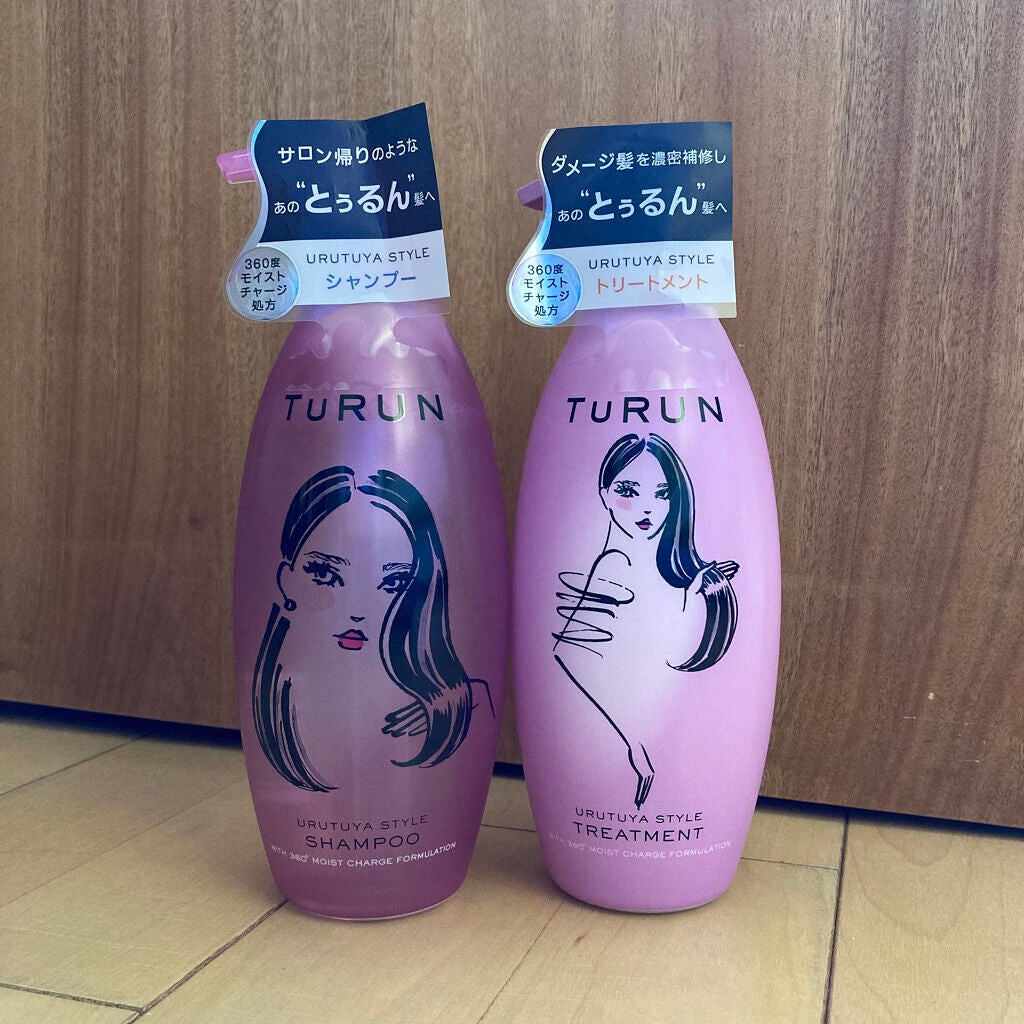 サロン帰りのような
あの“とぅるん”髪へ
URUTUYA STYLE
シャンプー
360度
モイスト
チャージ
処方
TURUN
URUTUYA STYLE
SHAMPOO
WITH 360° MOIST CHARGE FORMULATION
ダメージ髪を濃密補修し
あの“とぅるん”髪へ
URUTUYA STYLE
トリートメント
360度
モイスト
チャージ
処方
TURUN
URUTUYA STYLE
TREATMENT
WITH 360° MOIST CHARGE FORMULATION